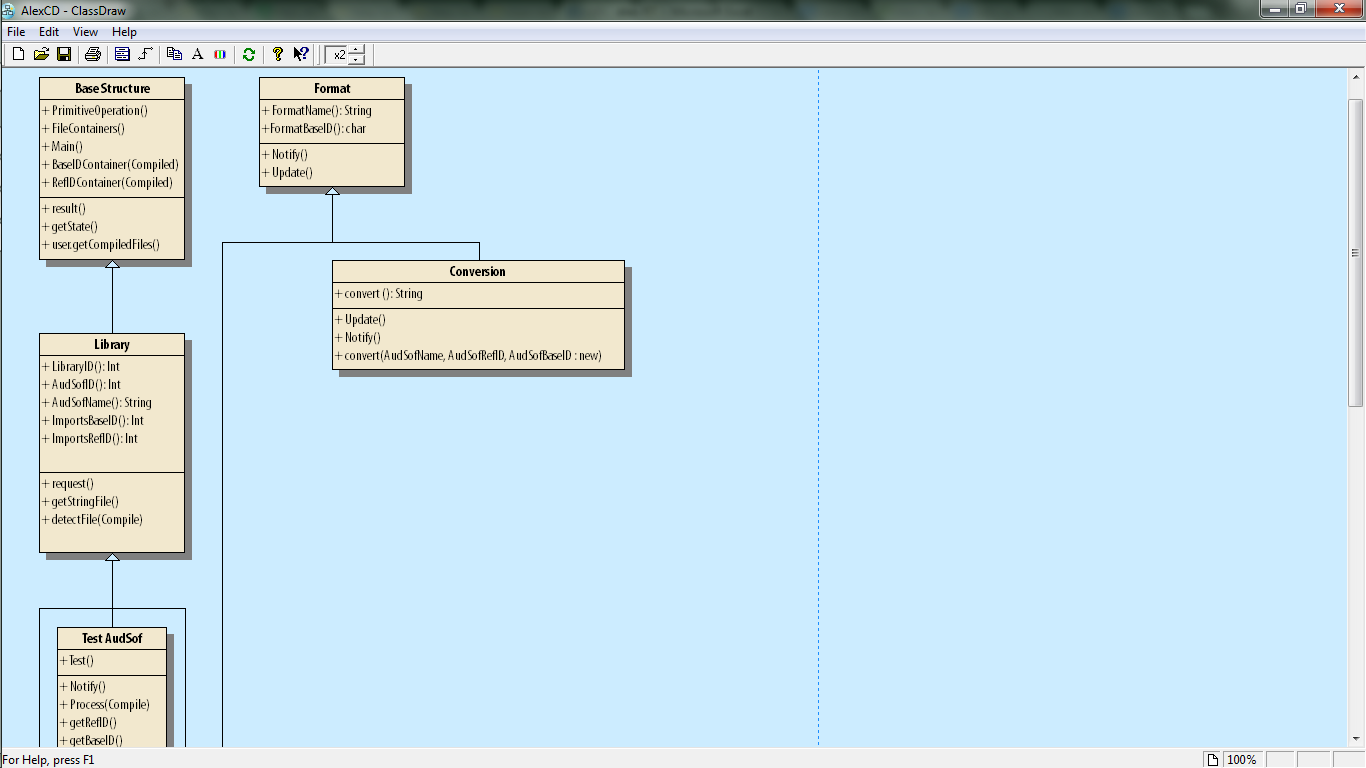 AlexCD - ClassDraw
File Edit View Help
x2
Base Structure
+ PrimitiveOperation()
+ FileContainers()
+ Main()
+ BaseIDContainer(Compiled)
+ RefIDContainer(Compiled)
+ result()
+ getState()
+ user.getCompiledFiles()
Format
+ FormatName(): String
+FormatBaseID(): char
+ Notify()
+ Update()
Conversion
+ convert (): String
+ Update()
+ Notify()
+ convert(AudSofName, AudSofRefID, AudSofBaseID : new)
Library
+ LibraryID(): Int
+ AudSofID(): Int
+ AudSofName(): String
+ ImportsBaseID(): Int
+ ImportsRefID(): Int
+ request()
+ getStringFile()
+ detectFile(Compile)
Test AudSof
+ Test()
+ Notify()
+ Process(Compile)
+ getRefID()
+ getBaseID()
For Help, press F1
100%